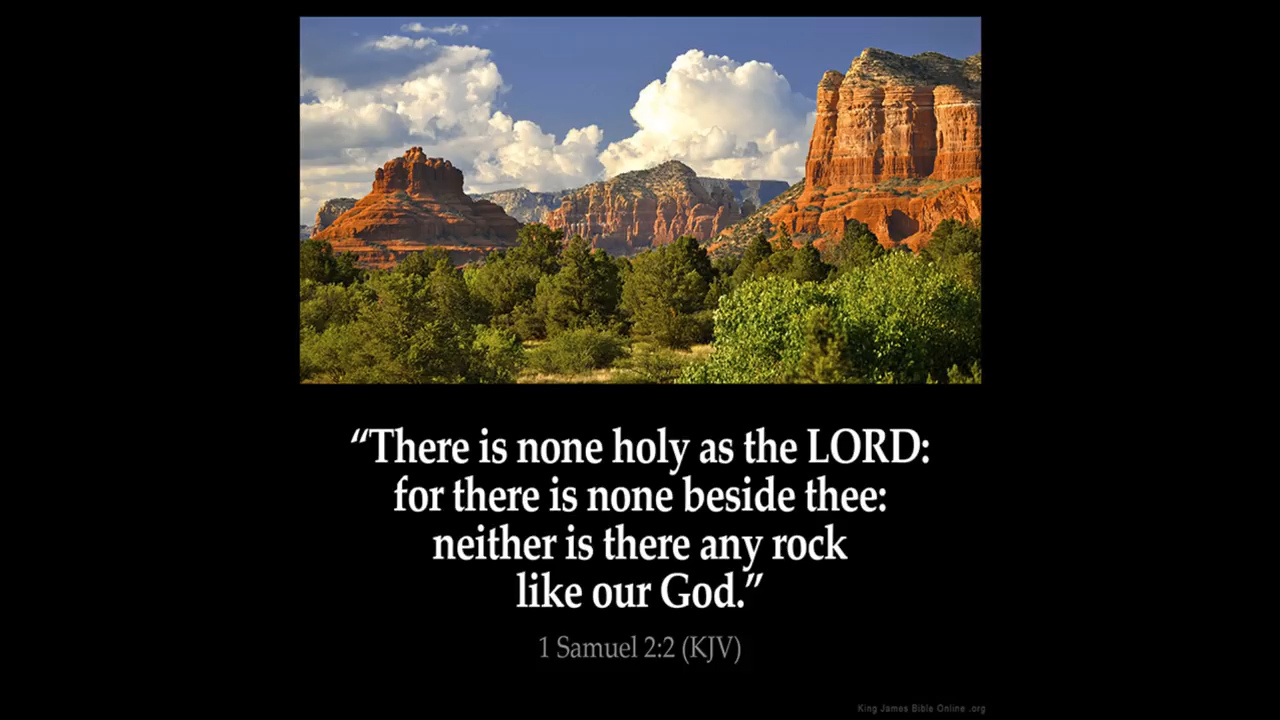 “There is none holy as the LORD:
for there is none beside thee:
neither is there any rock
like our God.”
1 Samuel 2:2 (KJV)
King James Bible Online .org